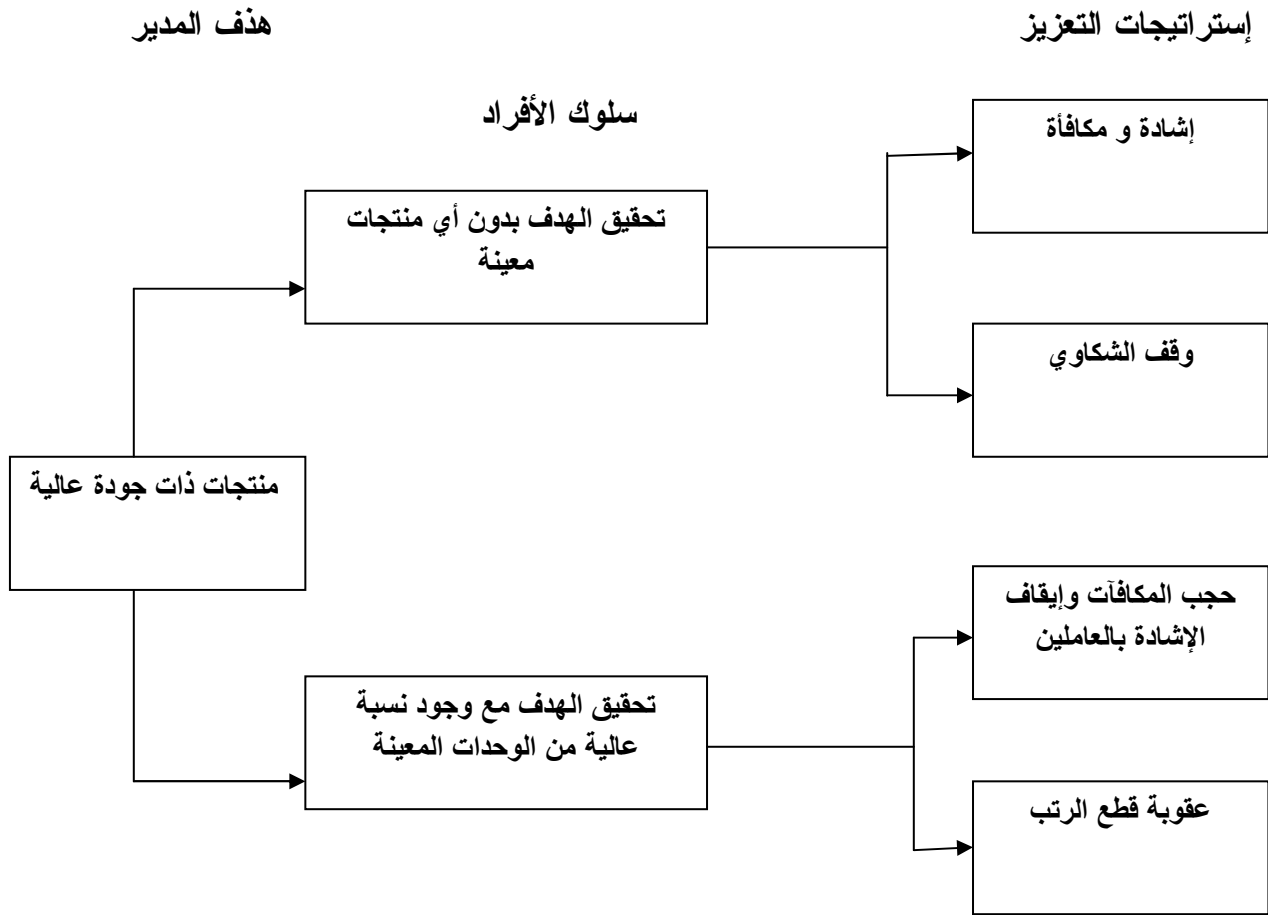 إستراتيجات التعزيز
هذف المدير
سلوك الأفراد
إشادة و مكافأة
تحقيق الهدف بدون أي منتجات
معينة
وقف الشكاوي
منتجات ذات جودة عالية
حجب المكافآت وإيقاف
الإشادة بالعاملين
تحقيق الهدف مع وجود نسبة
عالية من الوحدات المعينة
عقوبة قطع الرتب